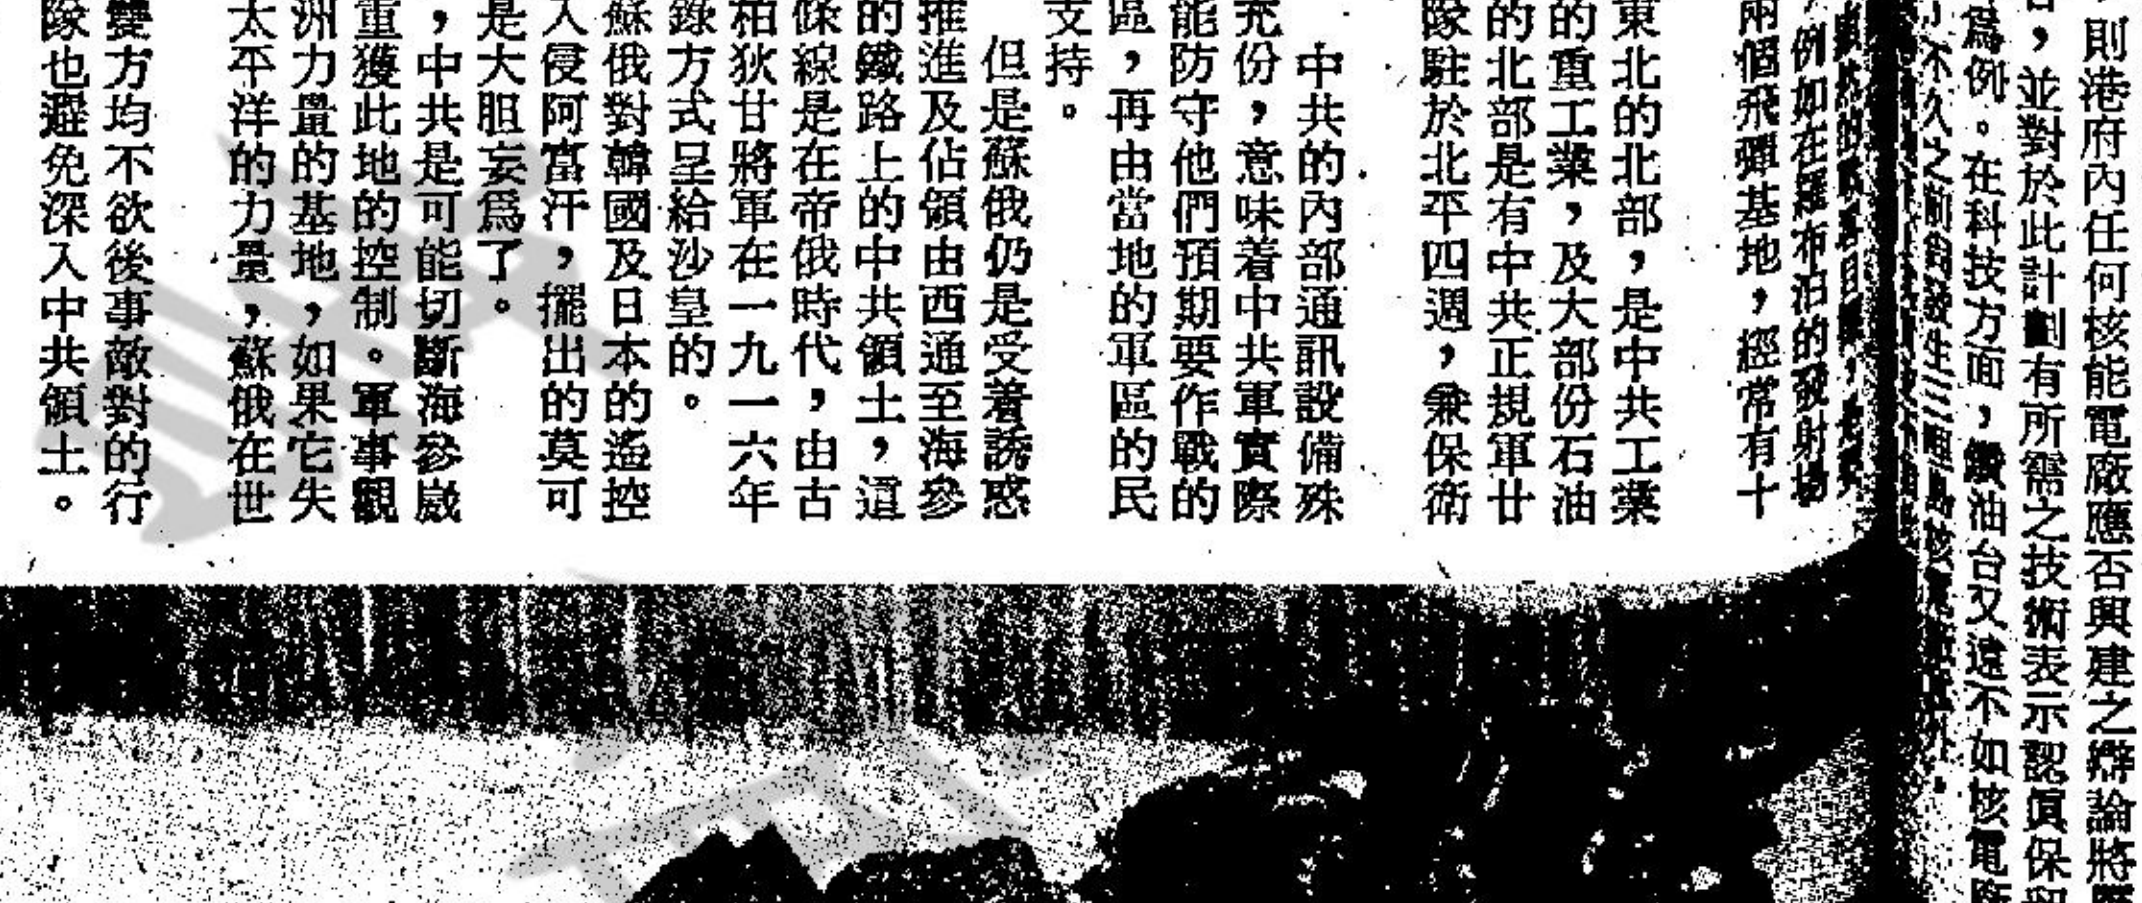 ，則港府內任何核能電廠應否興建之辯論將
，並對於此計劃有所需之技術表示認眞保留
爲例。在科技方面，鑽油台又遠不如核電
不久之前

例如在羅布泊的發射場
兩個飛彈基地，經常有十
東北的北部，是中共工業
的重工業，及大部份石油
的北部是有中共正規軍廿
隊駐於北平四週，兼保衛
中共的內部通訊設備殊
充份，意味着中共軍實際
能防守他們預期要作戰的
區，再由當地的軍區的民
支持。
但是蘇俄仍是受着誘惑
推進及佔領由西通至海參
的鐵路上的中共領土，這
條線是在帝俄時代，由古
柏狄甘將軍在一九一六年
錄方式呈給沙皇的。
蘇俄對韓國及日本的遙控
入侵阿富汗，擺出的莫可
是大胆妄爲了。
，中共是可能切斷海參崴
重獲此地的控制。軍事觀
洲力量的基地，如果它失
太平洋的力量，蘇俄在世
雙方均不欲後事敵對的行
隊也避免深入中共領土。